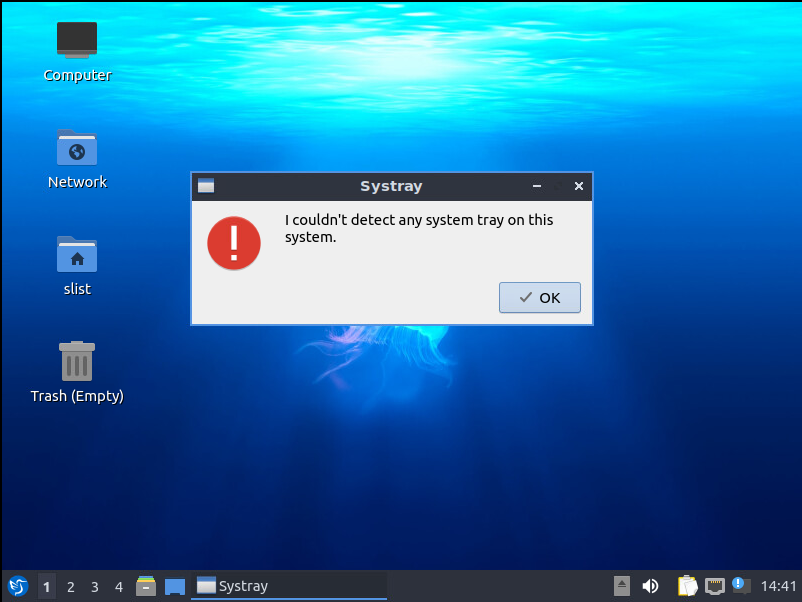 Computer
Network
slist
Trash (Empty)
Systray
I couldn't detect any system tray on this
system.
OK
1 2 3 4 Systray 14:41